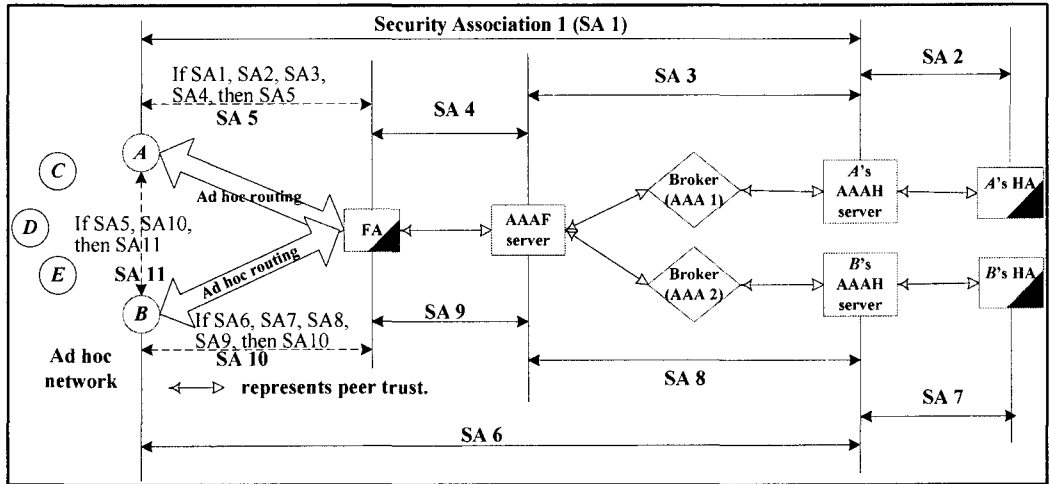 Security Association 1 (SA 1)
If SA1, SA2, SA3,
SA4, then SA5
SA 5
SA 4
SA 3
SA 2
A
C
Ad hoc routing
D
If SA5, SA10,
then SA11
E
SA 11
B
Ad hoc routing
FA
AAAF
server
Broker
(AAA 1)
A's
AAAH
server
A's HA
Broker
(AAA 2)
B's
AAAH
server
B's HA
If SA6, SA7, SA8,
SA9, then SA10
SA 10
SA 9
Ad hoc
network
represents peer trust.
SA 8
SA 7
SA 6